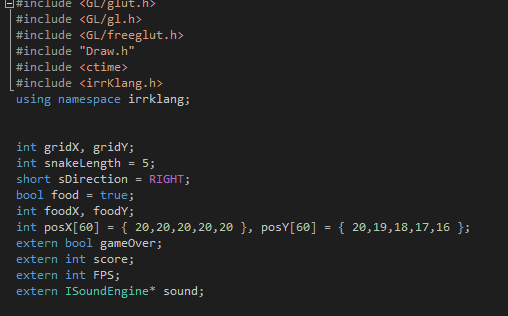 #include <GL/glut.h>
#include <GL/gl.h>
#include <GL/freeglut.h>
#include "Draw.h"
#include <ctime>
#include <irrKlang.h>
using namespace irrklang;
int gridX, gridY;
int snakeLength = 5;
short sDirection = RIGHT;
bool food = true;
int foodX, foodY;
int posX[60] = { 20,20,20,20,20 }, posY[60] = { 20,19,18,17,16 };
extern bool gameOver;
extern int score;
extern int FPS;
extern ISoundEngine* sound;